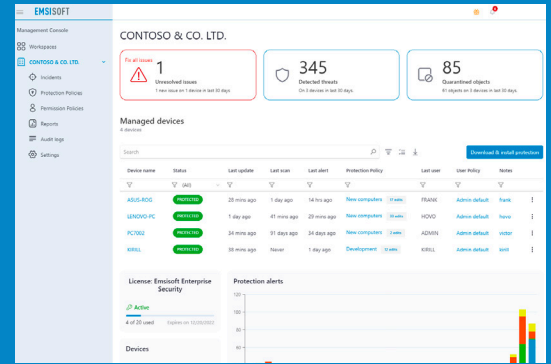 EMSISOFT
Management Console
Workspaces
CONTOSO & CO. LTD.
Incidents
Protection Policies
Permission Policies
Reports
Audit logs
Settings
CONTOSO & CO. LTD.
Fix all issues
1
Unresolved issues
1 new issue on 1 device in last 30 days
345
Detected threats
On 3 devices in last 30 days.
85
Quarantined objects
61 objects on 3 devices in last 30 days.
Managed devices
4 devices
Search
Download & install protection
Device name Status Last update Last scan Last alert Protection Policy Last user User Policy Notes
(All)
ASUS-ROG PROTECTED 28 mins ago 1 day ago 14 hrs ago New computers FRANK Admin default frank
LENOVO-PC PROTECTED 1 day ago 41 mins ago 29 mins ago New computers HOVO Admin default hovo
PC7002 PROTECTED 34 mins ago 91 days ago 34 days ago New computers ADMIN Admin default victor
KIRILL PROTECTED 38 mins ago Never 1 day ago Development KIRILL Admin default kirill
License: Emsisoft Enterprise
Security
Active
4 of 20 used
Devices
Protection alerts
120
100
80
60